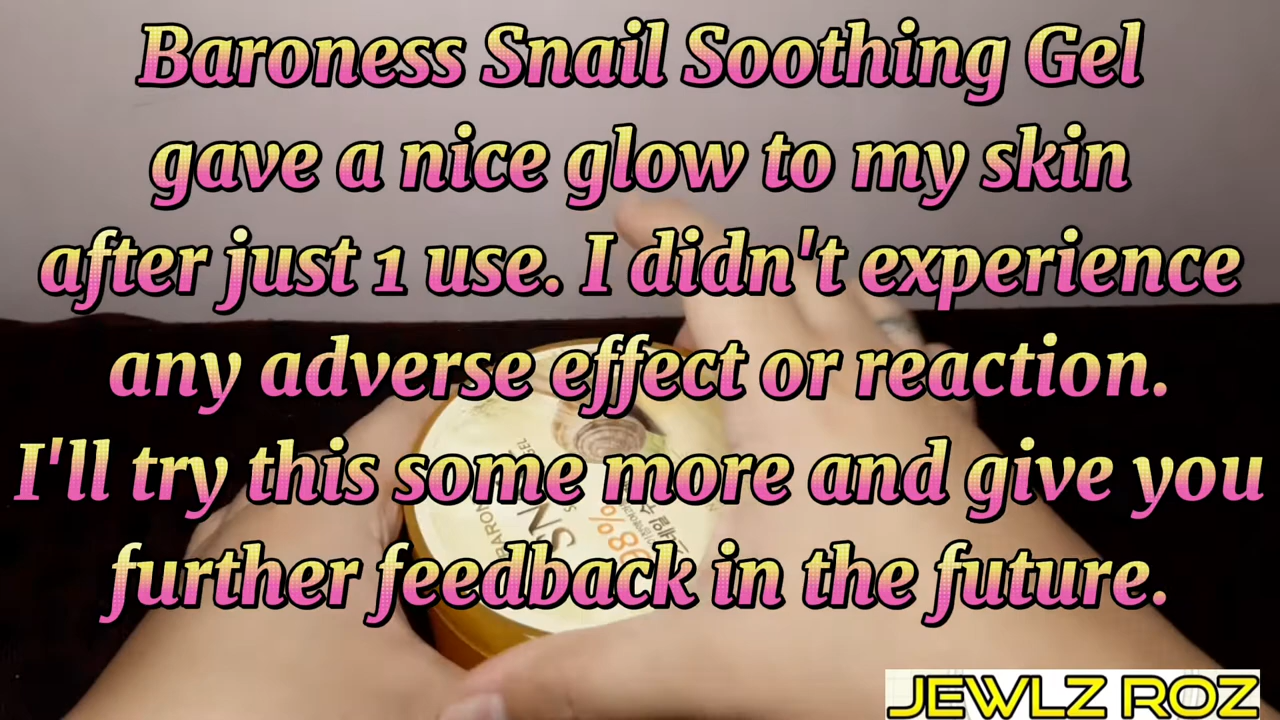 Baroness Snail Soothing Gel
gave a nice glow to my skin
after just 1 use. I didn't experience
any adverse effect or reaction.
I'll try this some more and give you
further feedback in the future.
98%
JEWLZ ROZ